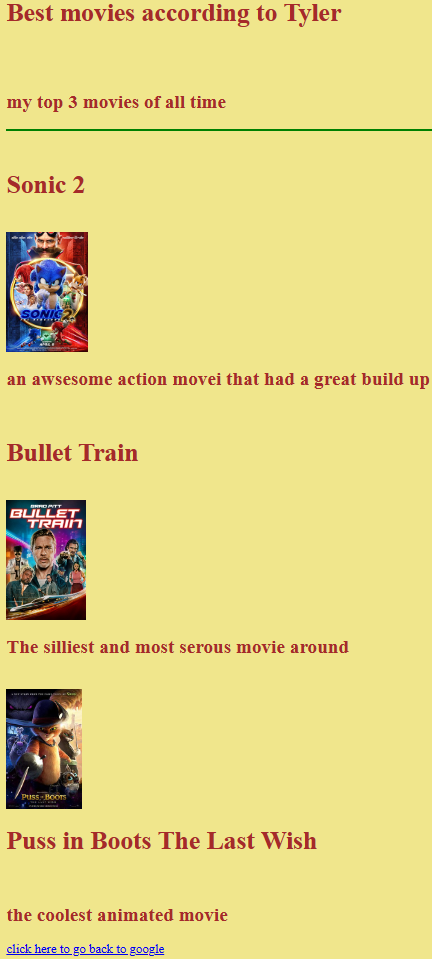 Best movies according to Tyler
my top 3 movies of all time
Sonic 2
SONIC 2
an awsesome action movei that had a great build up
Bullet Train
BRAD PITT
BULLET
TRAIN
The silliest and most serous movie around
PUSS IN BOOTS
THE LAST WISH
Puss in Boots The Last Wish
the coolest animated movie
click here to go back to google